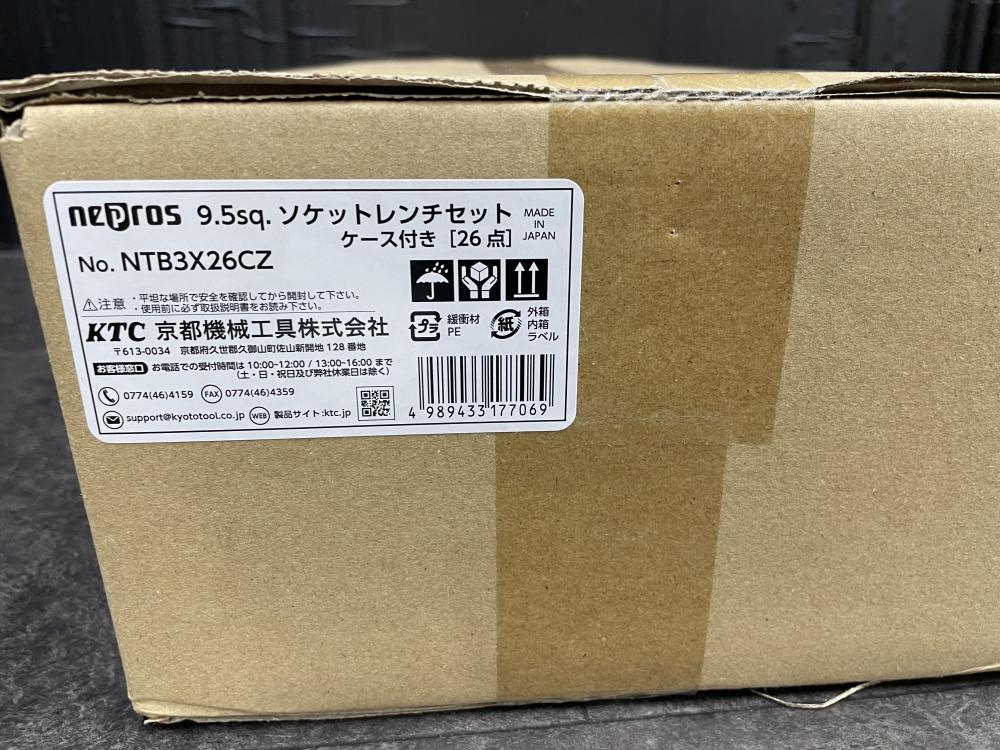 nepros 9.5sq. ソケットレンチセット
ケース付き [26 点]
MADE
IN
JAPAN
No. NTB3X26CZ
注意 ・平坦な場所で安全を確認してから開封して下さい。
・使用前に必ず取扱説明書をお読み下さい。
プラ
緩衝材
PE
紙
外箱
内箱
ラベル
KTC 京都機械工具株式会社
〒613-0034 京都府久世郡久御山町佐山新開地 128 番地
お客様窓口 お電話での受付時間は 10:00~12:00 / 13:00~16:00 まで
(土・日・祝日及び弊社休業日は除く)
0774(46)4159 FAX 0774(46)4359
support@kyototool.co.jp WEB 製品サイト:ktc.jp
4 989433 177069